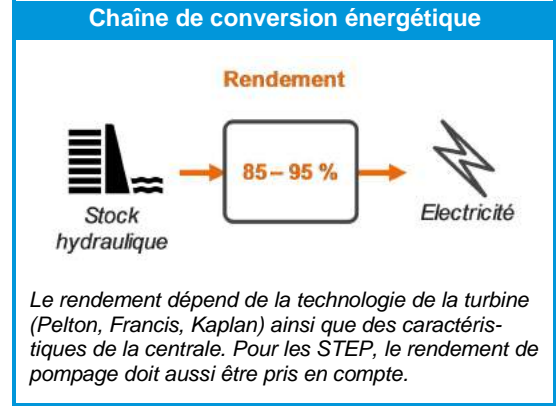 Chaîne de conversion énergétique
Rendement
85 – 95 %
Stock
hydraulique
Electricité
Le rendement dépend de la technologie de la turbine
(Pelton, Francis, Kaplan) ainsi que des caractéris-
tiques de la centrale. Pour les STEP, le rendement de
pompage doit aussi être pris en compte.